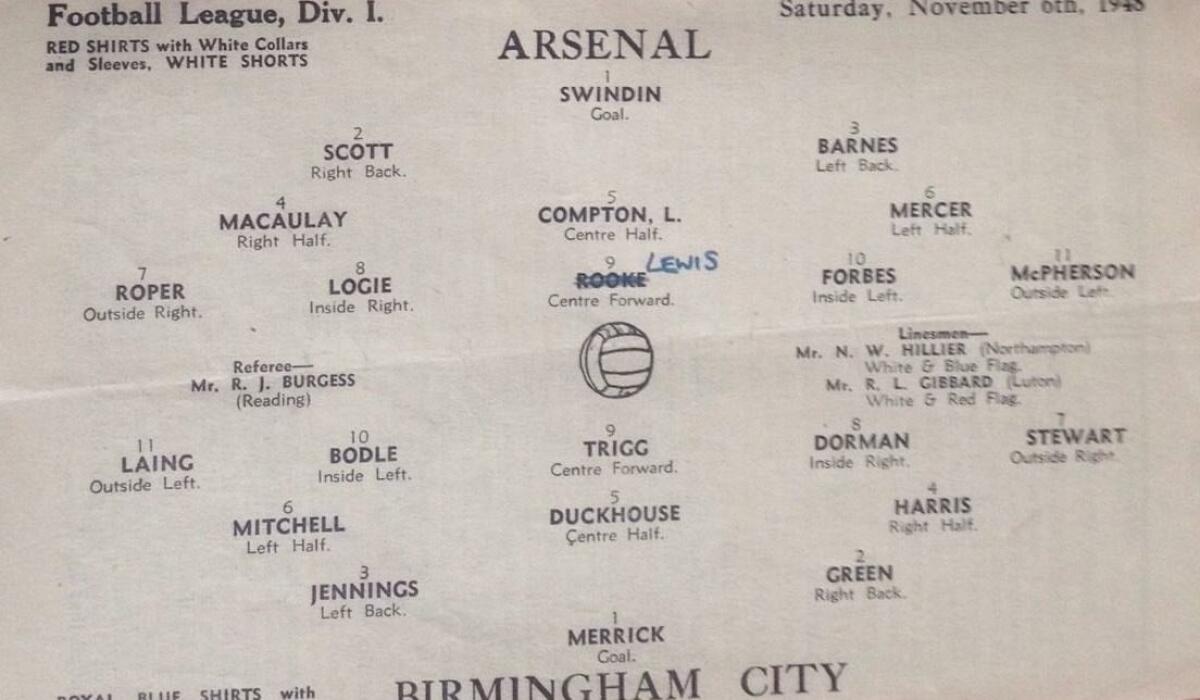 Football League, Div. I.
Saturday, November 6th, 1948
RED SHIRTS with White Collars
and Sleeves, WHITE SHORTS
ARSENAL
1
SWINDIN
Goal.
2
SCOTT
Right Back.
3
BARNES
Left Back.
4
MACAULAY
Right Half.
5
COMPTON, L.
Centre Half.
6
MERCER
Left Half.
7
ROPER
Outside Right.
8
LOGIE
Inside Right.
9
ROOKE LEWIS
Centre Forward.
10
FORBES
Inside Left.
11
McPHERSON
Outside Left.
Referee—
Mr. R. J. BURGESS
(Reading)
Linesmen—
Mr. N. W. HILLIER (Northampton)
White & Blue Flag.
Mr. R. L. GIBBARD (Luton)
White & Red Flag.
11
LAING
Outside Left.
10
BODLE
Inside Left.
9
TRIGG
Centre Forward.
8
DORMAN
Inside Right.
7
STEWART
Outside Right.
6
MITCHELL
Left Half.
5
DUCKHOUSE
Centre Half.
4
HARRIS
Right Half.
3
JENNINGS
Left Back.
2
GREEN
Right Back.
1
MERRICK
Goal.
ROYAL BLUE SHIRTS with
BIRMINGHAM CITY